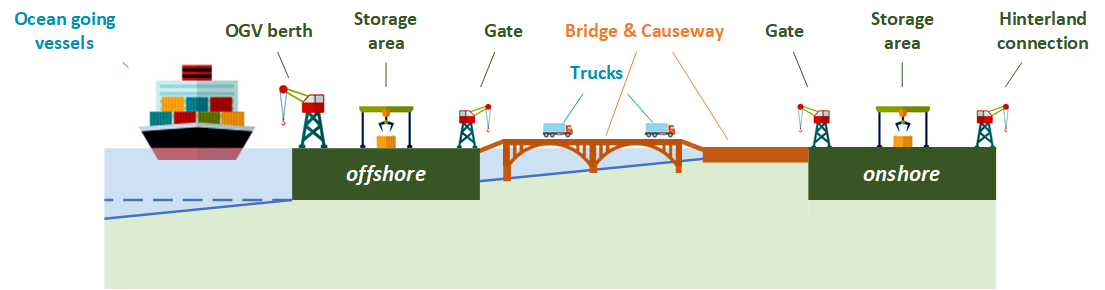 Ocean going
vessels
OGV berth
Storage
area
Gate
Bridge & Causeway
Trucks
Gate
Storage
area
Hinterland
connection
offshore
onshore